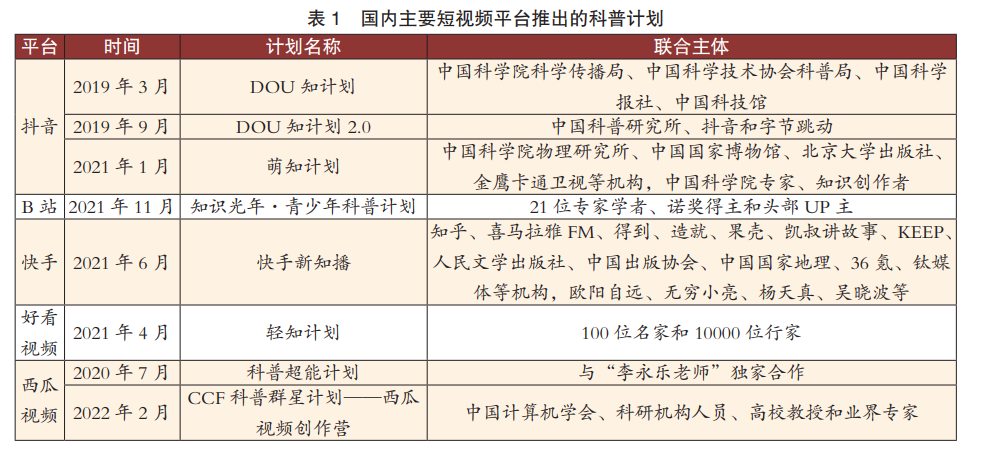 表 1 国内主要短视频平台推出的科普计划
平台 时间 计划名称 联合主体
抖音
2019 年 3 月 DOU 知计划
中国科学院科学传播局、中国科学技术协会科普局、中国科学
报社、中国科技馆
2019 年 9 月 DOU 知计划 2.0 中国科普研究所、抖音和字节跳动
2021 年 1 月 萌知计划
中国科学院物理研究所、中国国家博物馆、北京大学出版社、
金鹰卡通卫视等机构，中国科学院专家、知识创作者
B 站 2021 年 11 月 知识光年·青少年科普计划 21 位专家学者、诺奖得主和头部 UP 主
快手 2021 年 6 月 快手新知播
知乎、喜马拉雅 FM、得到、造就、果壳、凯叔讲故事、KEEP、
人民文学出版社、中国出版协会、中国国家地理、36 氪、钛媒
体等机构，欧阳自远、无穷小亮、杨天真、吴晓波等
好看
视频
2021 年 4 月 轻知计划 100 位名家和 10000 位行家
西瓜
视频
2020 年 7 月 科普超能计划 与“李永乐老师”独家合作
2022 年 2 月
CCF 科普群星计划——西瓜
视频创作营
中国计算机学会、科研机构人员、高校教授和业界专家